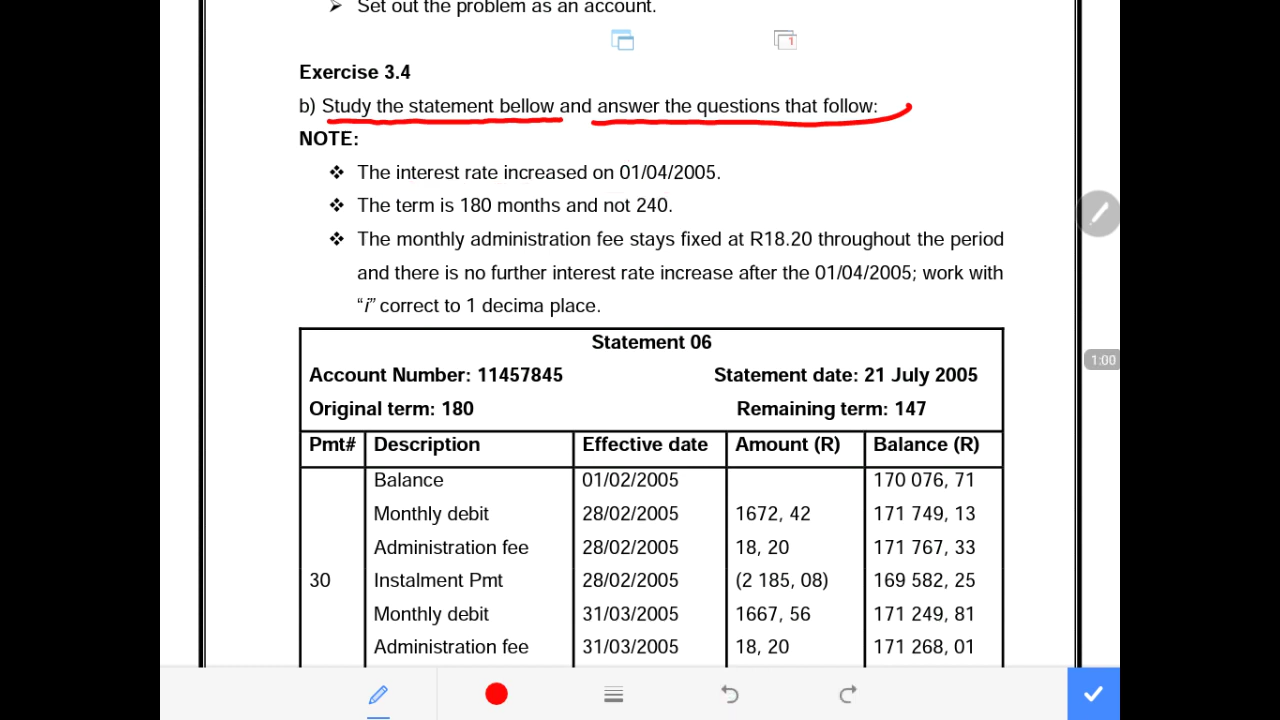 ➢ Set out the problem as an account.
1
Exercise 3.4
b) Study the statement bellow and answer the questions that follow:
NOTE:
❖ The interest rate increased on 01/04/2005.
❖ The term is 180 months and not 240.
❖ The monthly administration fee stays fixed at R18.20 throughout the period
and there is no further interest rate increase after the 01/04/2005; work with
“i” correct to 1 decima place.
Statement 06
Account Number: 11457845 Statement date: 21 July 2005
Original term: 180 Remaining term: 147
Pmt# Description Effective date Amount (R) Balance (R)
Balance 01/02/2005 170 076, 71
Monthly debit 28/02/2005 1672, 42 171 749, 13
Administration fee 28/02/2005 18, 20 171 767, 33
30 Instalment Pmt 28/02/2005 (2 185, 08) 169 582, 25
Monthly debit 31/03/2005 1667, 56 171 249, 81
Administration fee 31/03/2005 18, 20 171 268, 01
1:00